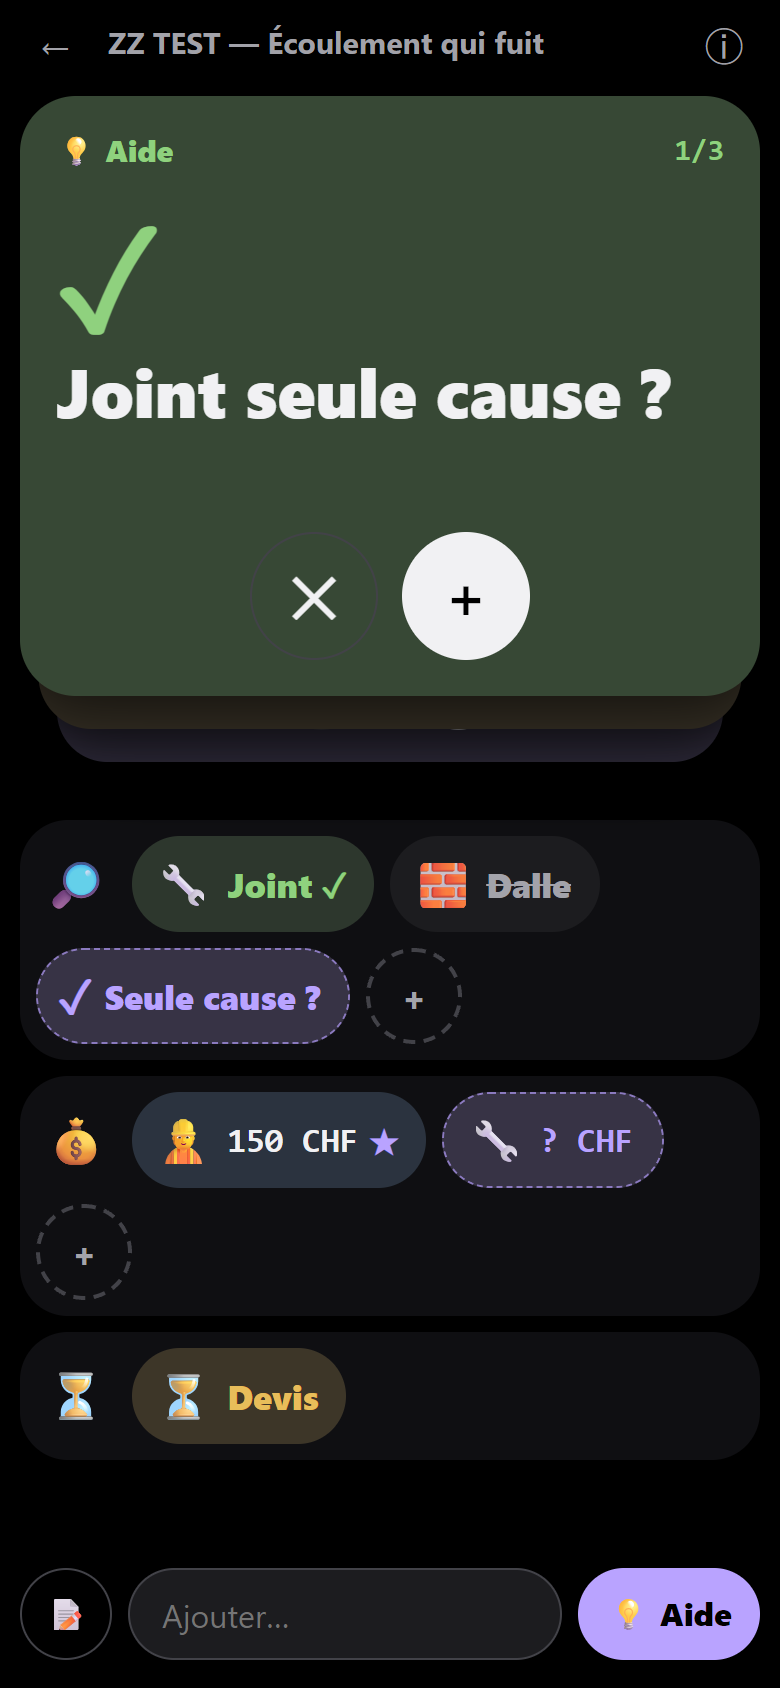 ← ZZ TEST — Écoulement qui fuit ⓘ
💡 Aide 1/3
✓
Joint seule cause ?
✕ +
🔎 🔧 Joint ✓ 🧱 Dalle
✓ Seule cause ? +
💰 👷 150 CHF ★ 🔧 ? CHF
+
⏳ ⏳ Devis
📝 Ajouter... 💡 Aide